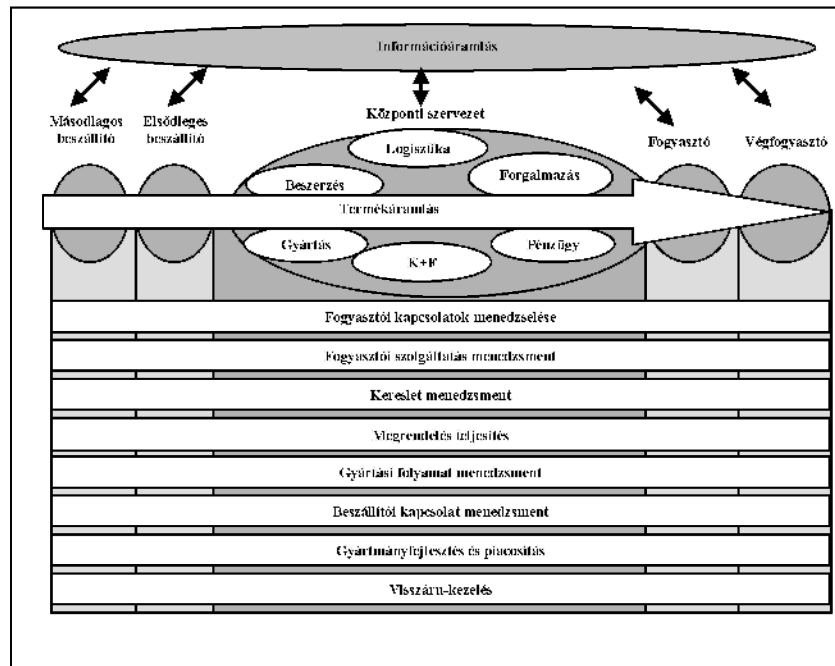 Információáramlás
Központi szervezet
Másodlagos
beszállító
Elsődleges
beszállító
Fogyasztó
Végfogyasztó
Logisztika
Beszerzés
Forgalmazás
Termékáramlás
Gyártás
K+F
Pénzügy
Fogyasztói kapcsolatok menedzselése
Fogyasztói szolgáltatás menedzsment
Kereslet menedzsment
Megrendelés teljesítés
Gyártási folyamat menedzsment
Beszállítói kapcsolat menedzsment
Gyártmányfejlesztés és piacosítás
Visszáru-kezelés